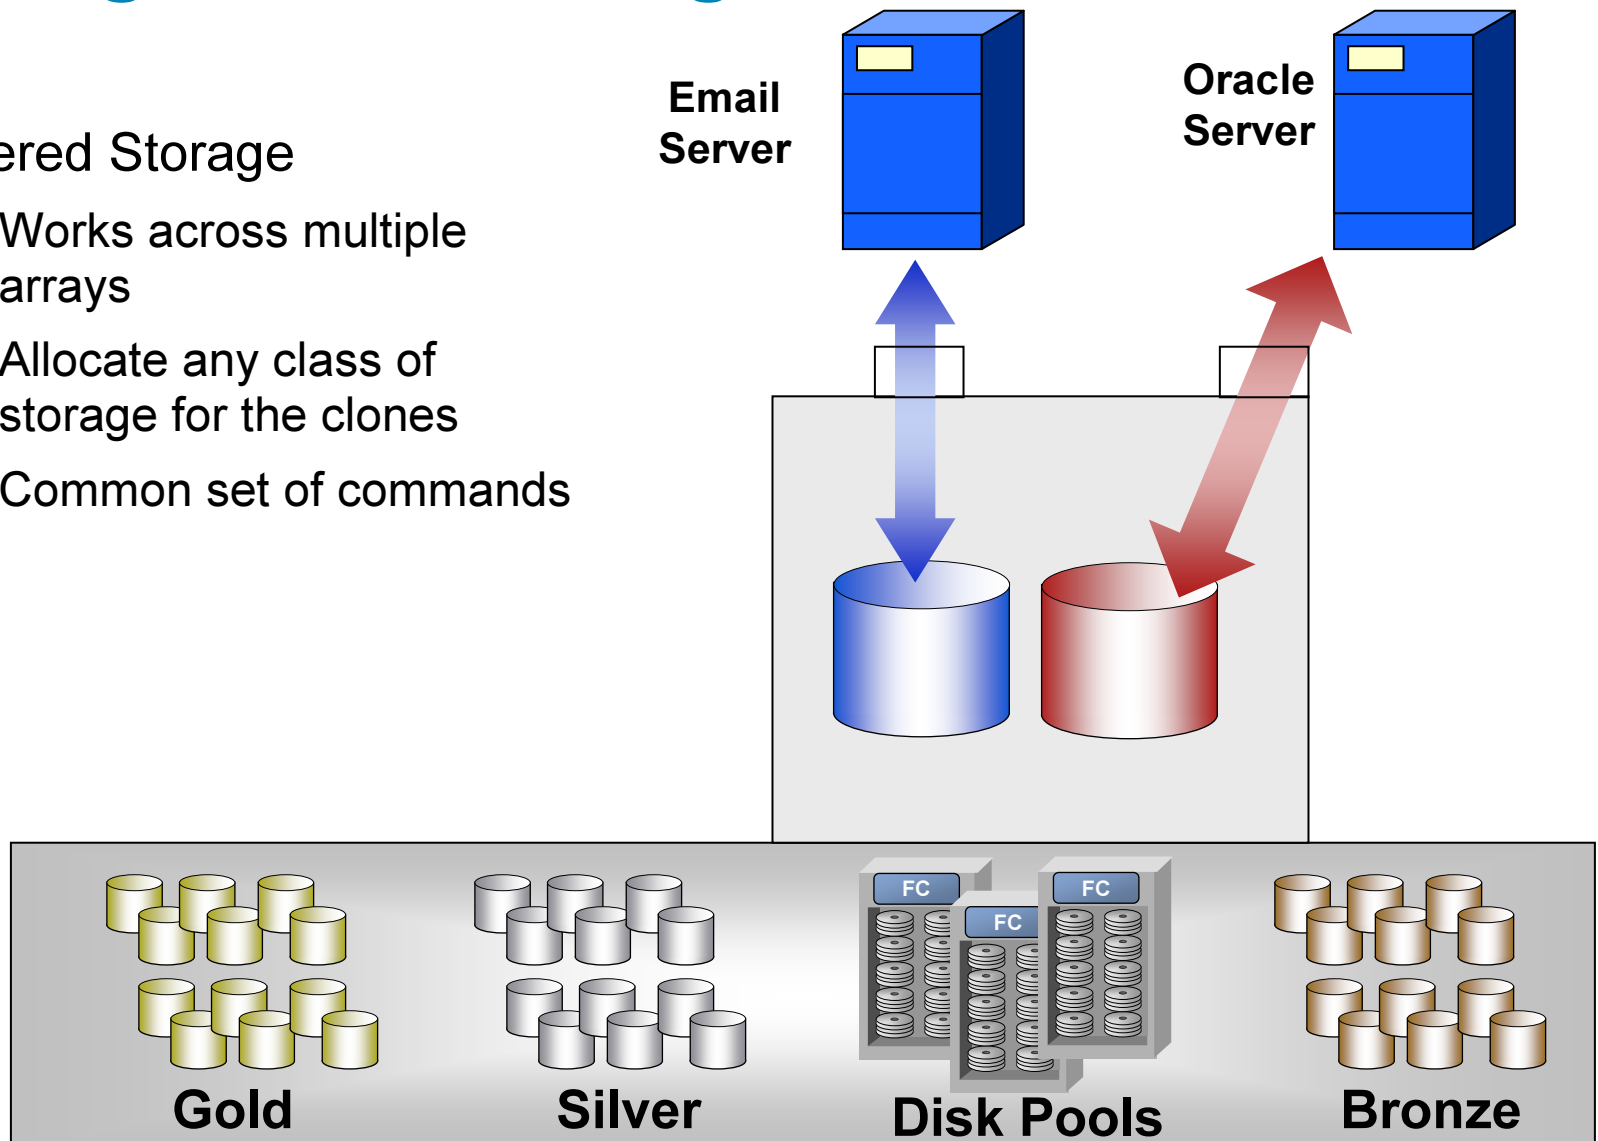 ered Storage
Works across multiple
arrays
Allocate any class of
storage for the clones
Common set of commands
Email
Server
Oracle
Server
FC
FC
FC
Gold
Silver
Disk Pools
Bronze